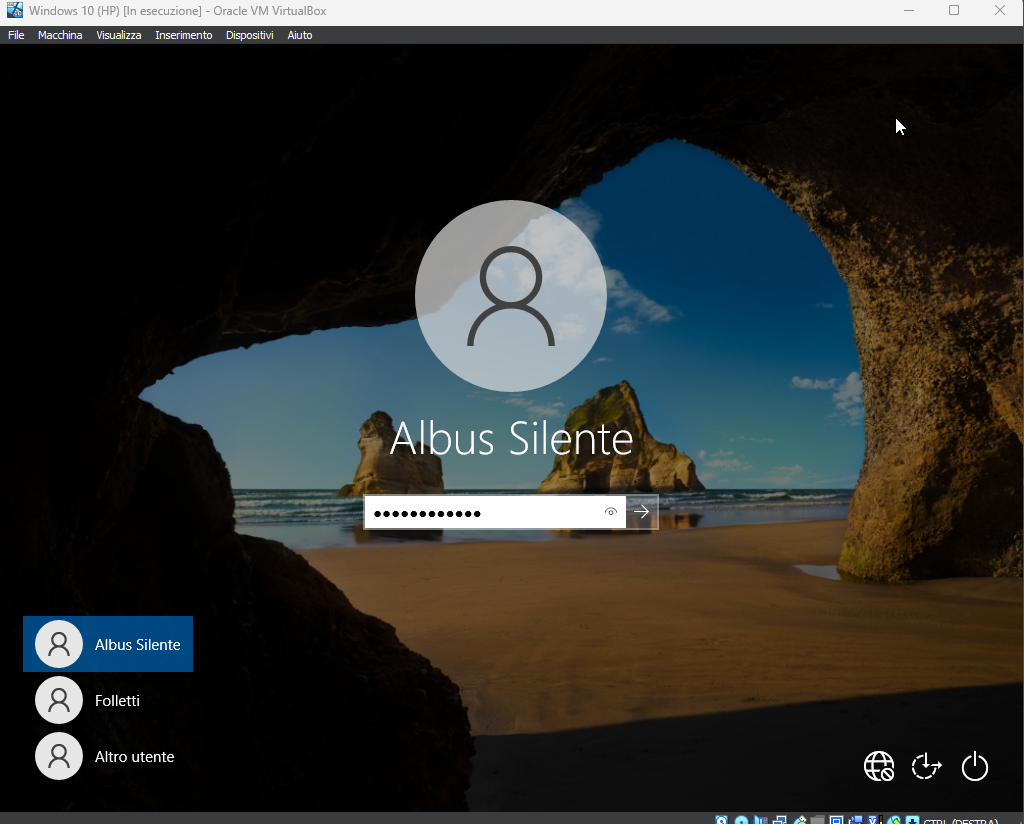 Windows 10 (HP) [In esecuzione] - Oracle VM VirtualBox
File Macchina Visualizza Inserimento Dispositivi Aiuto
Albus Silente
●●●●●●●●●●●●
Albus Silente
Folletti
Altro utente
CTRL (DESTRA)